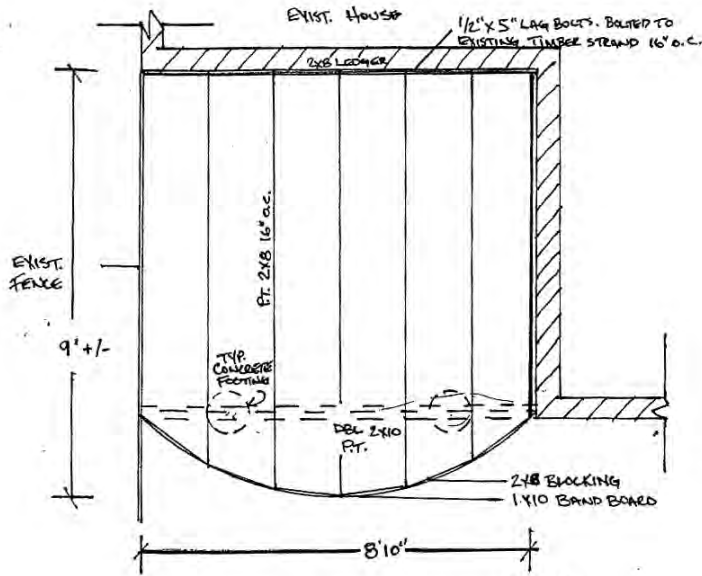 EXIST. HOUSE
1/2" X 5" LAG BOLTS. BOLTED TO
EXISTING TIMBER STRAND 16" O.C.
2X8 LEDGER
P.T. 2X8 16" O.C.
EXIST.
FENCE
9' +/-
TYP.
CONCRETE
FOOTING
DBL 2X10
P.T.
2X8 BLOCKING
1X10 BAND BOARD
8'10"